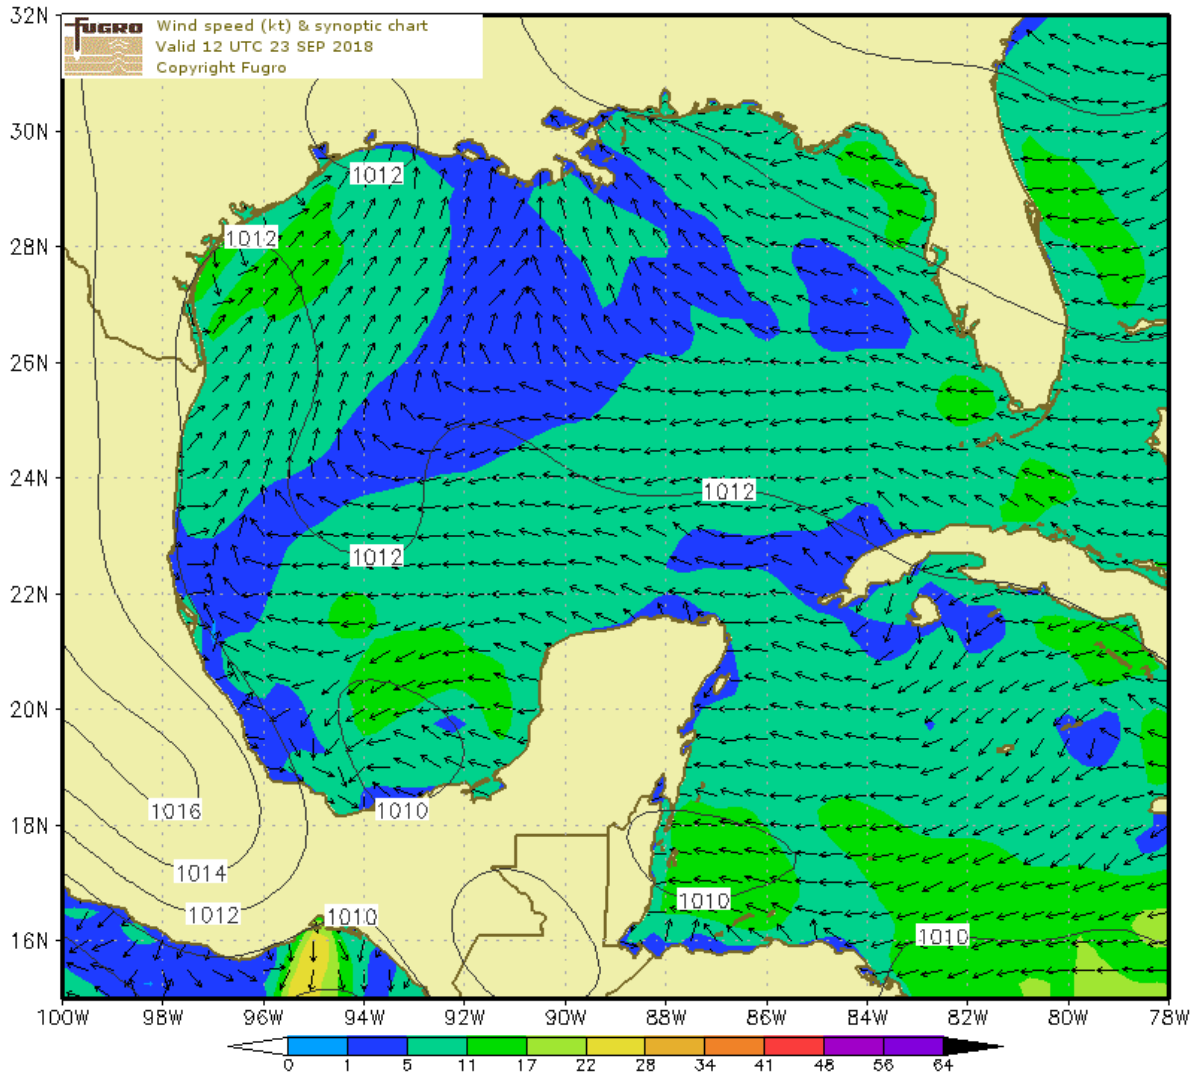 32N
fugro
Wind speed (kt) & synoptic chart
Valid 12 UTC 23 SEP 2018
Copyright Fugro
30N
1012
1012
28N
26N
24N
1012
1012
22N
20N
1016
1010
18N
1014
1010
1012
1010
1010
16N
100W 98W 96W 94W 92W 90W 88W 86W 84W 82W 80W 78W
0 1 5 11 17 22 28 34 41 48 56 64